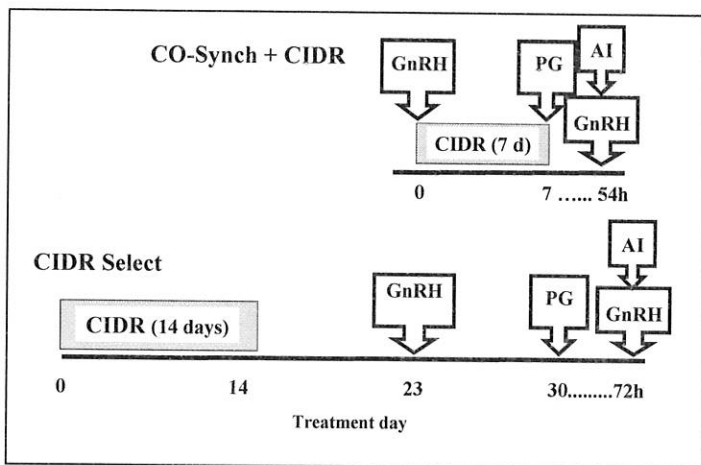 CO-Synch + CIDR
GnRH
PG
AI
GnRH
CIDR (7 d)
0 7 ...... 54h
CIDR Select
CIDR (14 days)
GnRH
PG
AI
GnRH
0 14 23 30.........72h
Treatment day